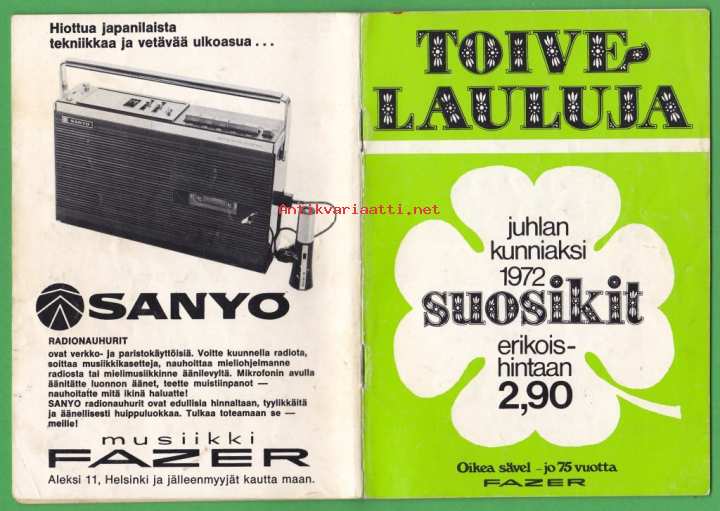 Hiottua japanilaista
tekniikkaa ja vetävää ulkoasua...
SANYO
SANYO
RADIONAUHURIT
ovat verkko- ja paristokäyttöisiä. Voitte kuunnella radiota,
soittaa musiikkikasetteja, nauhoittaa mieliohjelmanne
radiosta tai mielimusiikkinne äänilevyltä. Mikrofonin avulla
äänitätte luonnon äänet, teette muistiinpanot —
nauhoitatte mitä ikinä haluatte!
SANYO radionauhurit ovat edullisia hinnaltaan, tyylikkäitä
ja äänellisesti huippuluokkaa. Tulkaa toteamaan se —
meille!
musiikki
FAZER
Aleksi 11, Helsinki ja jälleenmyyjät kautta maan.
Antikvariaatti.net
TOIVE-
LAULUJA
juhlan
kunniaksi
1972
suosikit
erikois-
hintaan
2,90
Oikea sävel - jo 75 vuotta
FAZER